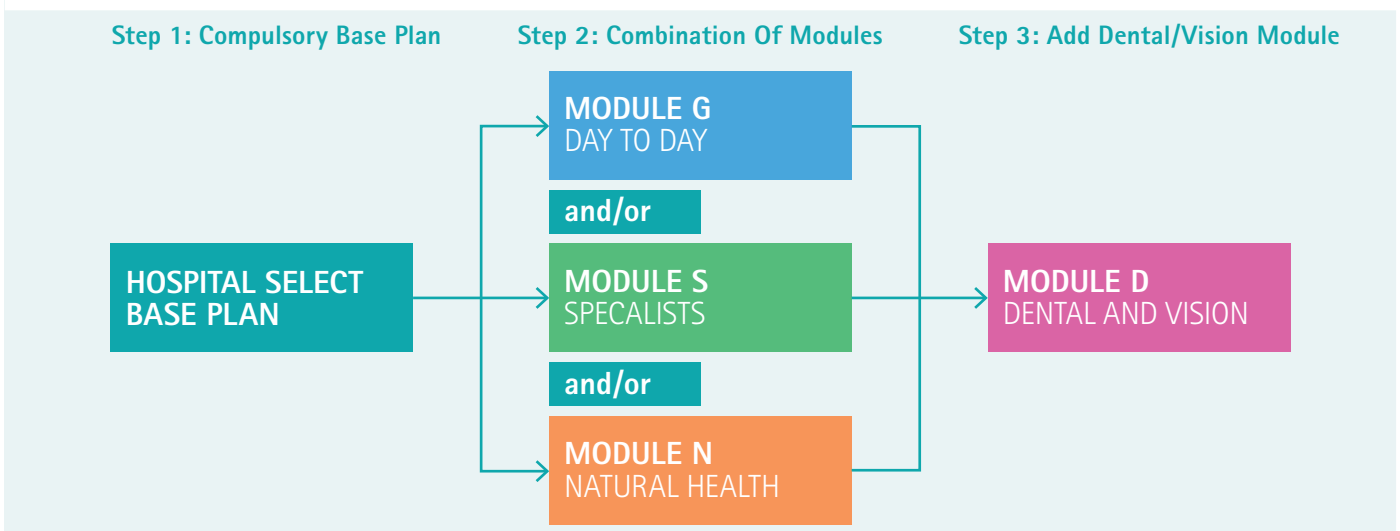 Step 1: Compulsory Base Plan
Step 2: Combination Of Modules
Step 3: Add Dental/Vision Module
MODULE G
DAY TO DAY
and/or
HOSPITAL SELECT
BASE PLAN
MODULE S
SPECALISTS
MODULE D
DENTAL AND VISION
and/or
MODULE N
NATURAL HEALTH